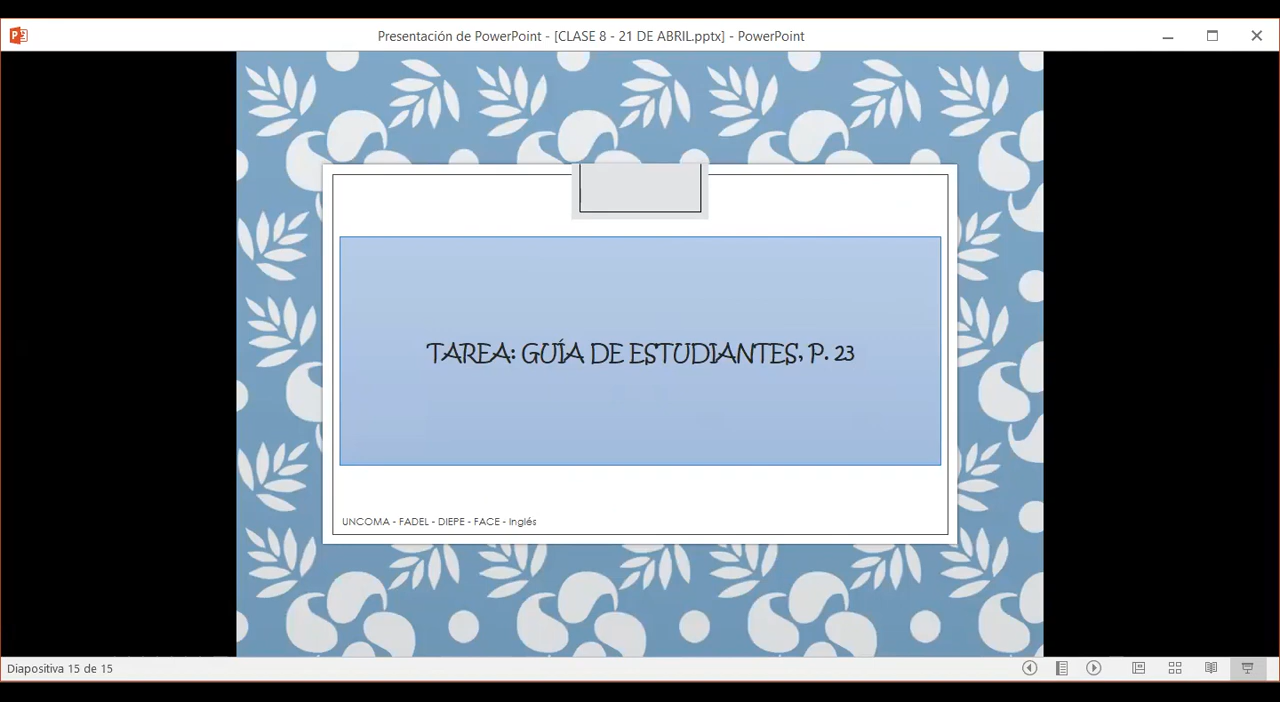 Presentación de PowerPoint - [CLASE 8 - 21 DE ABRIL.pptx] - PowerPoint
TAREA: GUÍA DE ESTUDIANTES, P. 23
UNCOMA - FADEL - DIEPE - FACE - Inglés
Diapositiva 15 de 15